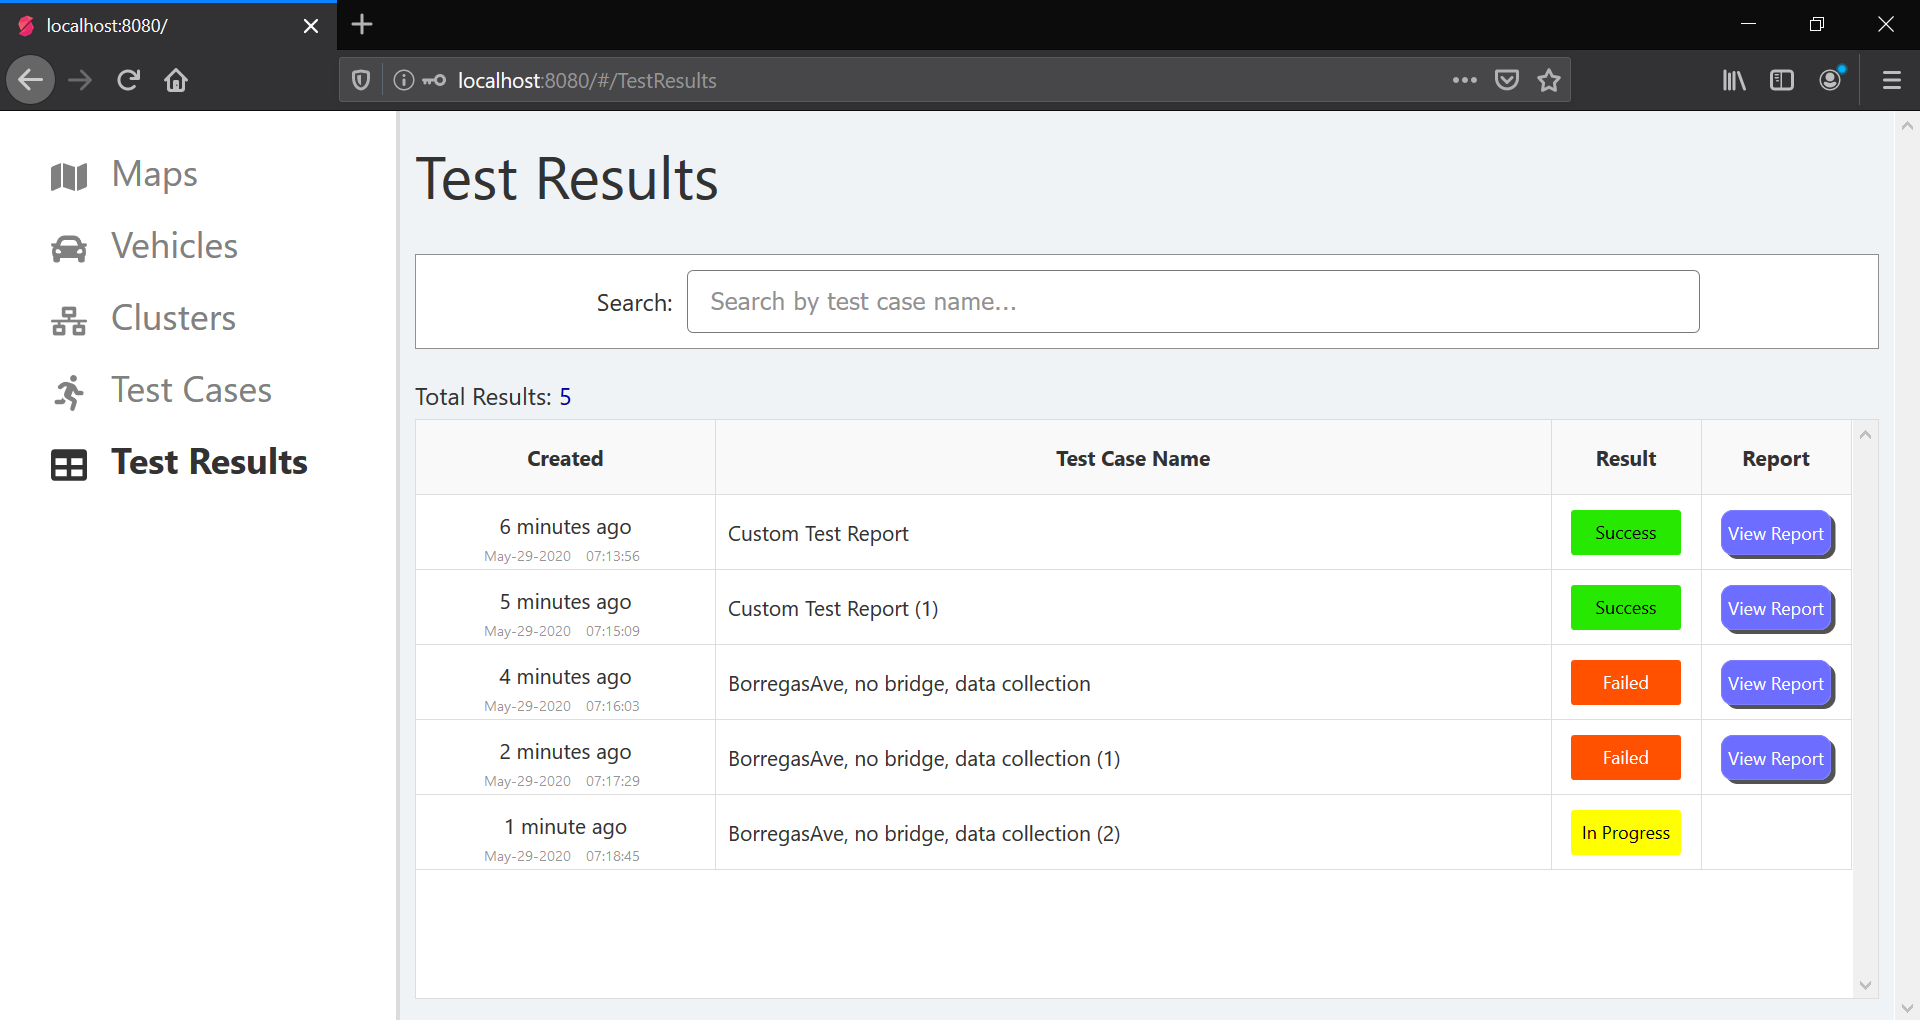 localhost:8080/
localhost:8080/#/TestResults
Maps
Vehicles
Clusters
Test Cases
Test Results
Test Results
Search: Search by test case name...
Total Results: 5
Created Test Case Name Result Report
6 minutes ago
May-29-2020 07:13:56
Custom Test Report Success View Report
5 minutes ago
May-29-2020 07:15:09
Custom Test Report (1) Success View Report
4 minutes ago
May-29-2020 07:16:03
BorregasAve, no bridge, data collection Failed View Report
2 minutes ago
May-29-2020 07:17:29
BorregasAve, no bridge, data collection (1) Failed View Report
1 minute ago
May-29-2020 07:18:45
BorregasAve, no bridge, data collection (2) In Progress